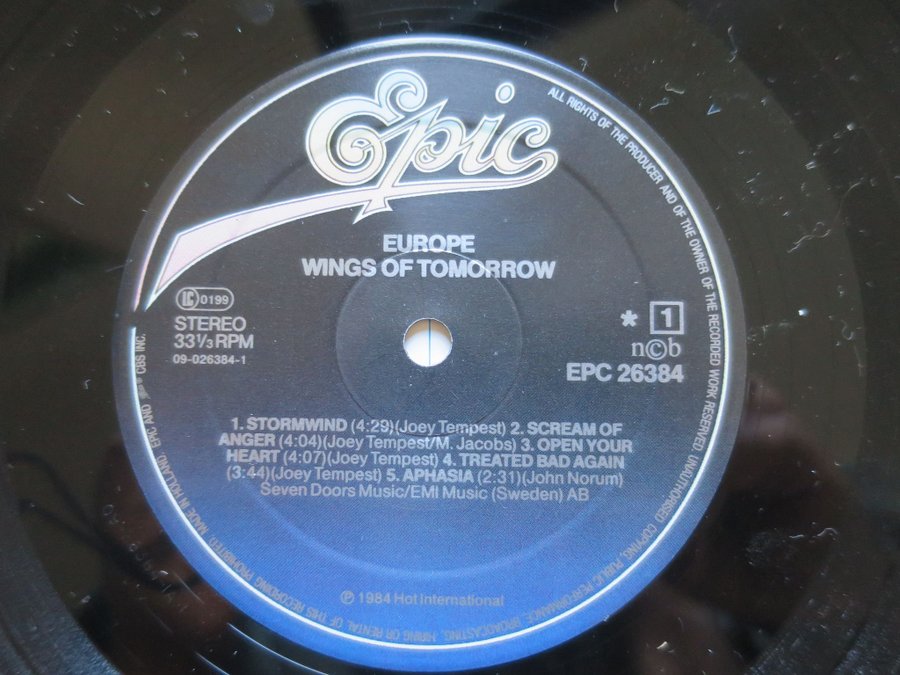 Epic
EUROPE
WINGS OF TOMORROW
LC 0199
STEREO
33 1/3 RPM
09-026384-1
* 1
n©b
EPC 26384
1. STORMWIND (4:29)(Joey Tempest) 2. SCREAM OF
ANGER (4:04)(Joey Tempest/M. Jacobs) 3. OPEN YOUR
HEART (4:07)(Joey Tempest) 4. TREATED BAD AGAIN
(3:44)(Joey Tempest) 5. APHASIA (2:31)(John Norum)
Seven Doors Music/EMI Music (Sweden) AB
℗ 1984 Hot International
ALL RIGHTS OF THE PRODUCER AND OF THE OWNER OF THE RECORDED WORK RESERVED. UNAUTHORISED COPYING, PUBLIC PERFORMANCE, BROADCASTING, HIRING OR RENTAL OF THIS RECORDING PROHIBITED. MADE IN HOLLAND. EPIC AND CBS INC.